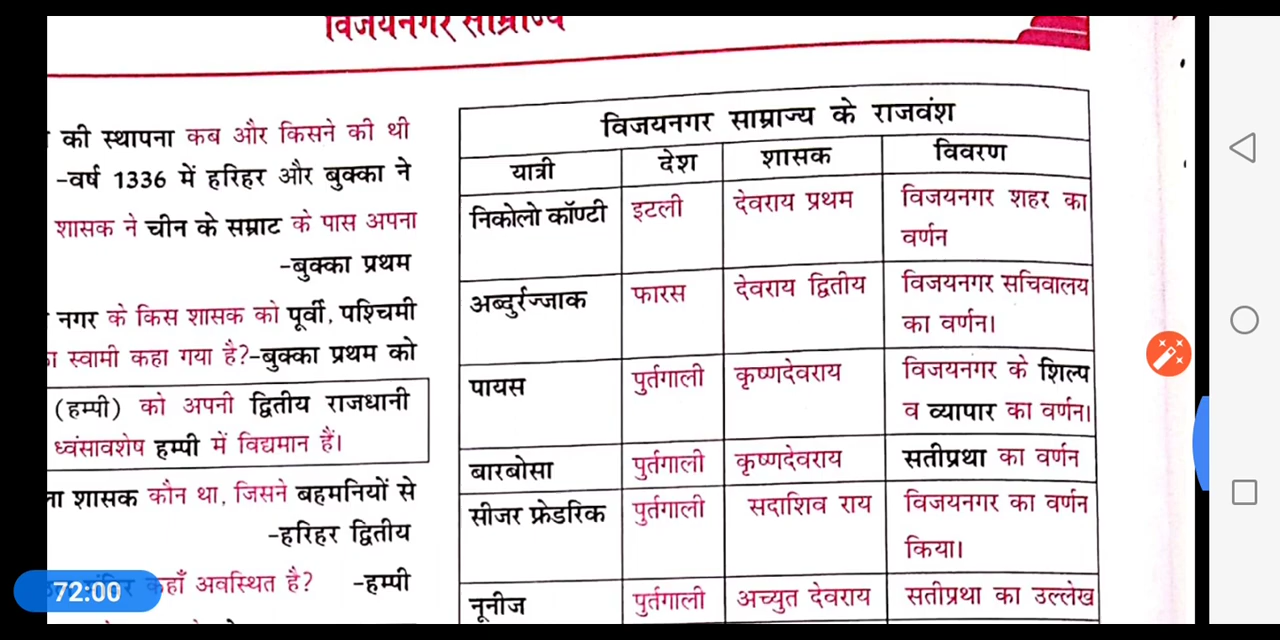 विजयनगर साम्राज्य
की स्थापना कब और किसने की थी
-वर्ष 1336 में हरिहर और बुक्का ने
शासक ने चीन के सम्राट के पास अपना
-बुक्का प्रथम
नगर के किस शासक को पूर्वी, पश्चिमी
स्वामी कहा गया है?-बुक्का प्रथम को
(हम्पी) को अपनी द्वितीय राजधानी
ध्वंसावशेष हम्पी में विद्यमान हैं।
शासक कौन था, जिसने बहमनियों से
-हरिहर द्वितीय
कहाँ अवस्थित है? -हम्पी
72:00
विजयनगर साम्राज्य के राजवंश
यात्री देश शासक विवरण
निकोलो कॉण्टी इटली देवराय प्रथम विजयनगर शहर का
वर्णन
अब्दुर्रज्जाक फारस देवराय द्वितीय विजयनगर सचिवालय
का वर्णन।
पायस पुर्तगाली कृष्णदेवराय विजयनगर के शिल्प
व व्यापार का वर्णन।
बारबोसा पुर्तगाली कृष्णदेवराय सतीप्रथा का वर्णन
सीजर फ्रेडरिक पुर्तगाली सदाशिव राय विजयनगर का वर्णन
किया।
नूनीज पुर्तगाली अच्युत देवराय सतीप्रथा का उल्लेख